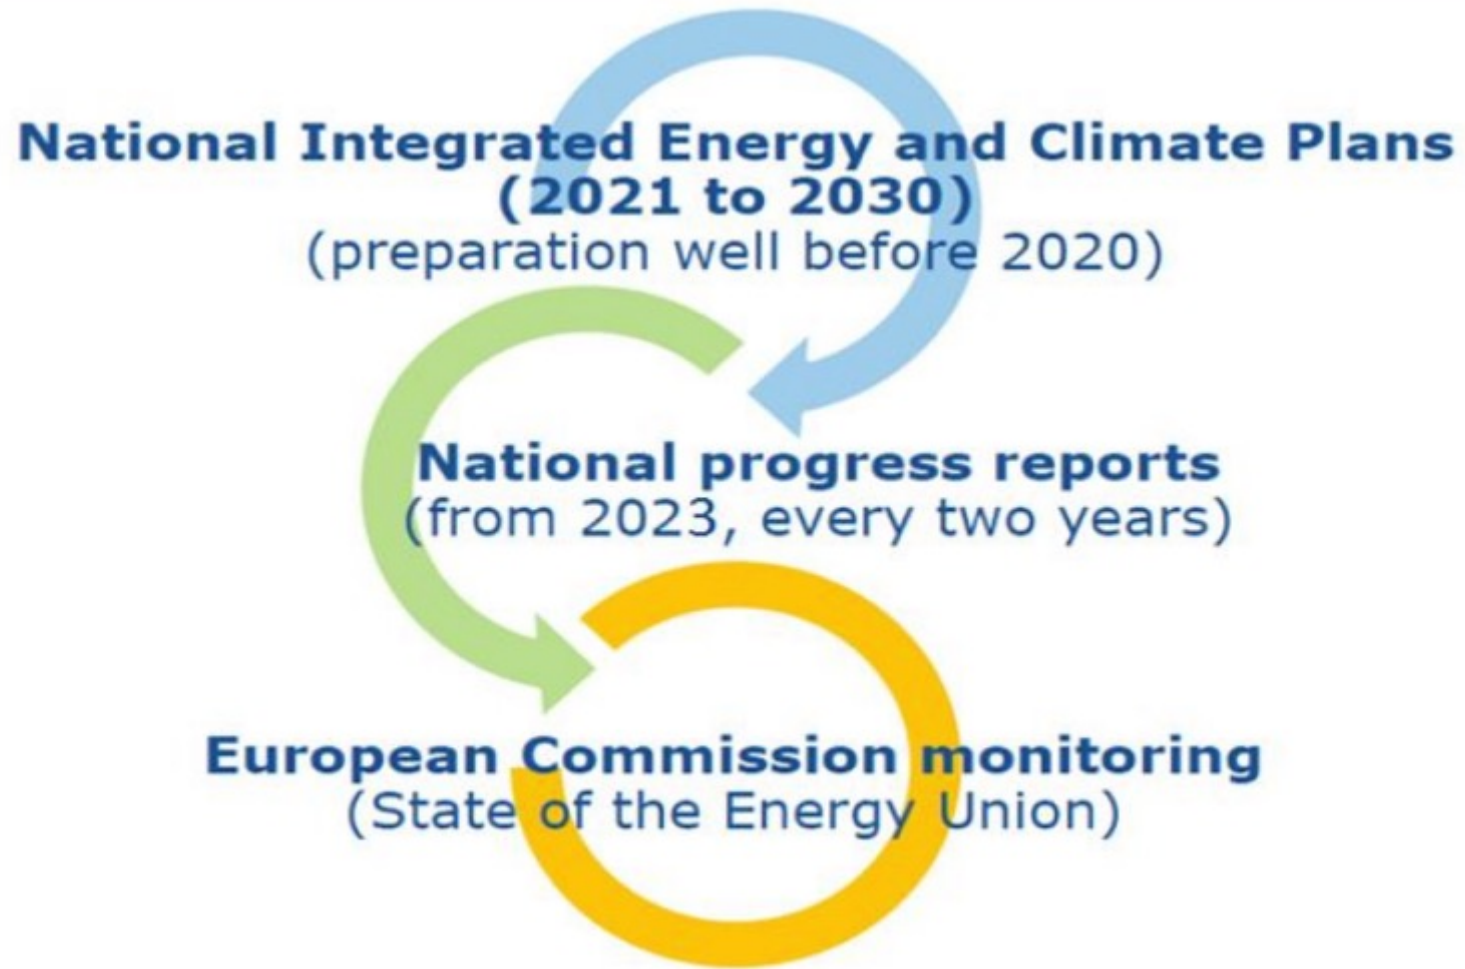 National Integrated Energy and Climate Plans
(2021 to 2030)
(preparation well before 2020)
National progress reports
(from 2023, every two years)
European Commission monitoring
(State of the Energy Union)